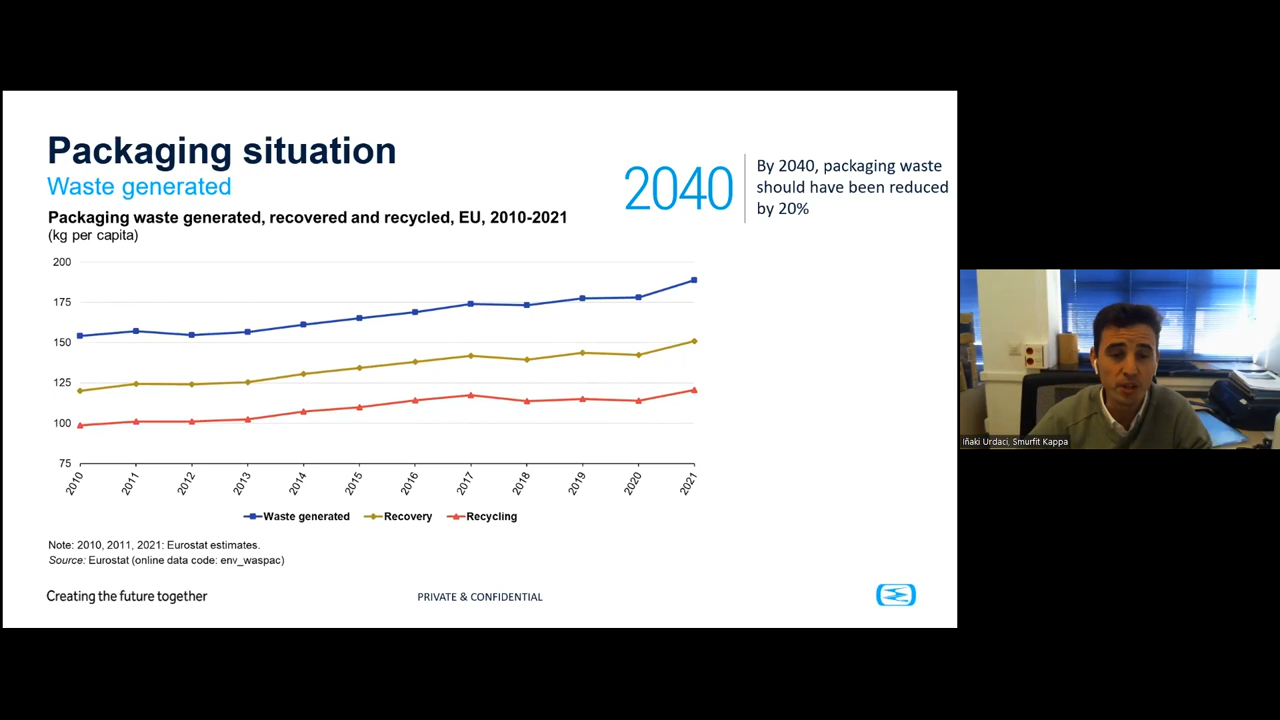 Packaging situation
Waste generated
Packaging waste generated, recovered and recycled, EU, 2010-2021
(kg per capita)
2040
By 2040, packaging waste
should have been reduced
by 20%
200
175
150
125
100
75
2010
2011
2012
2013
2014
2015
2016
2017
2018
2019
2020
2021
Waste generated
Recovery
Recycling
Note: 2010, 2011, 2021: Eurostat estimates.
Source: Eurostat (online data code: env_waspac)
Creating the future together
PRIVATE & CONFIDENTIAL
Iñaki Urdaci, Smurfit Kappa